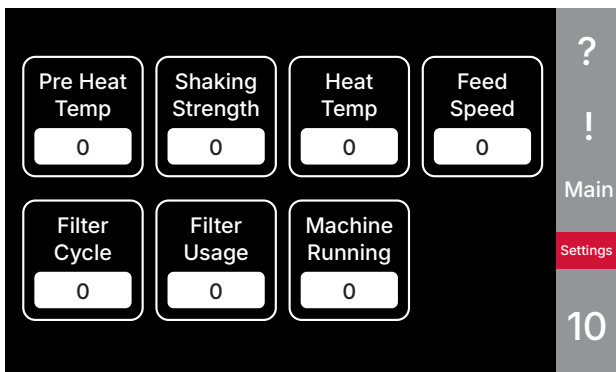 Pre Heat
Temp
0
Shaking
Strength
0
Heat
Temp
0
Feed
Speed
0
Filter
Cycle
0
Filter
Usage
0
Machine
Running
0
?
!
Main
Settings
10